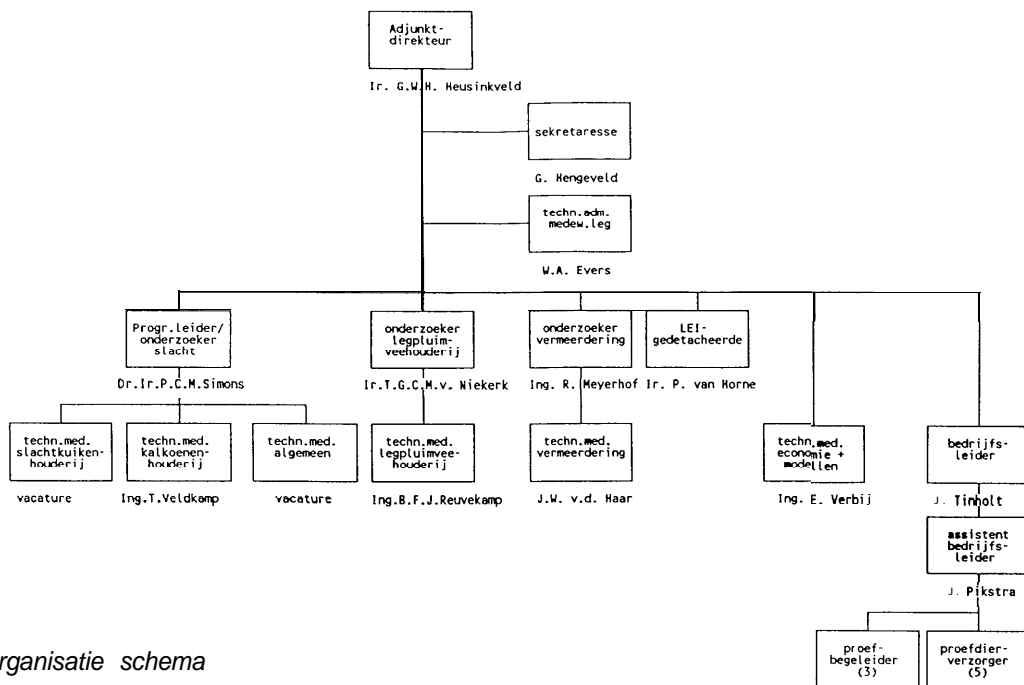 Adjunkt-
direkteur
Ir. G.W.H. Heusinkveld
sekretaresse
G. Hengeveld
techn.adm.
medew.leg
W.A. Evers
Progr.leider/
onderzoeker
slacht
Dr.Ir.P.C.M.Simons
onderzoeker
legpluim-
veehouderij
Ir.T.G.C.M.v. Niekerk
onderzoeker
vermeerdering
Ing. R. Meyerhof
LEI-
gedetacheerde
Ir. P. van Horne
techn.med.
slachtkuiken-
houderij
vacature
techn.med.
kalkoenen-
houderij
Ing.T.Veldkamp
techn.med.
algemeen
vacature
techn.med.
legpluimvee-
houderij
Ing.B.F.J.Reuvekamp
techn.med.
vermeerdering
J.W. v.d. Haar
techn.med.
economie +
modellen
Ing. E. Verbij
bedrijfs-
leider
J. Tinholt
assistent
bedrijfs-
leider
J. Pikstra
proef-
begeleider
(3)
proefdier-
verzorger
(5)
rganisatie schema